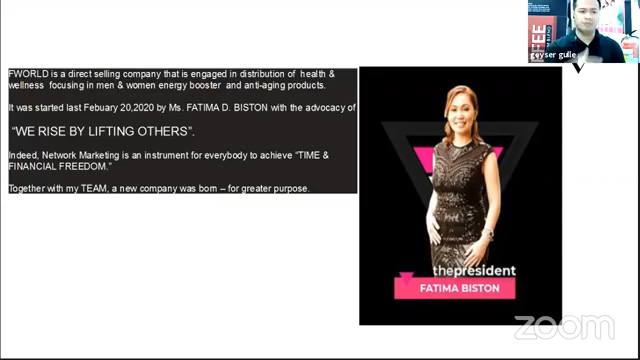 FWORLD is a direct selling company that is engaged in distribution of health &
wellness focusing in men & women energy booster and anti-aging products.
It was started last Febuary 20,2020 by Ms. FATIMA D. BISTON with the advocacy of
"WE RISE BY LIFTING OTHERS".
Indeed, Network Marketing is an instrument for everybody to achieve "TIME &
FINANCIAL FREEDOM."
Together with my TEAM, a new company was born – for greater purpose.
geyser guile
thepresident
FATIMA BISTON
zoom